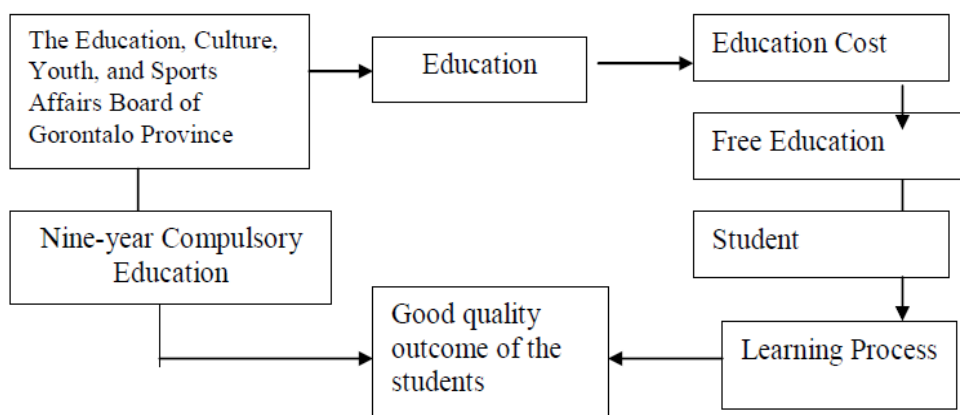 The Education, Culture,
Youth, and Sports
Affairs Board of
Gorontalo Province
Education
Education Cost
Free Education
Student
Learning Process
Nine-year Compulsory
Education
Good quality
outcome of the
students